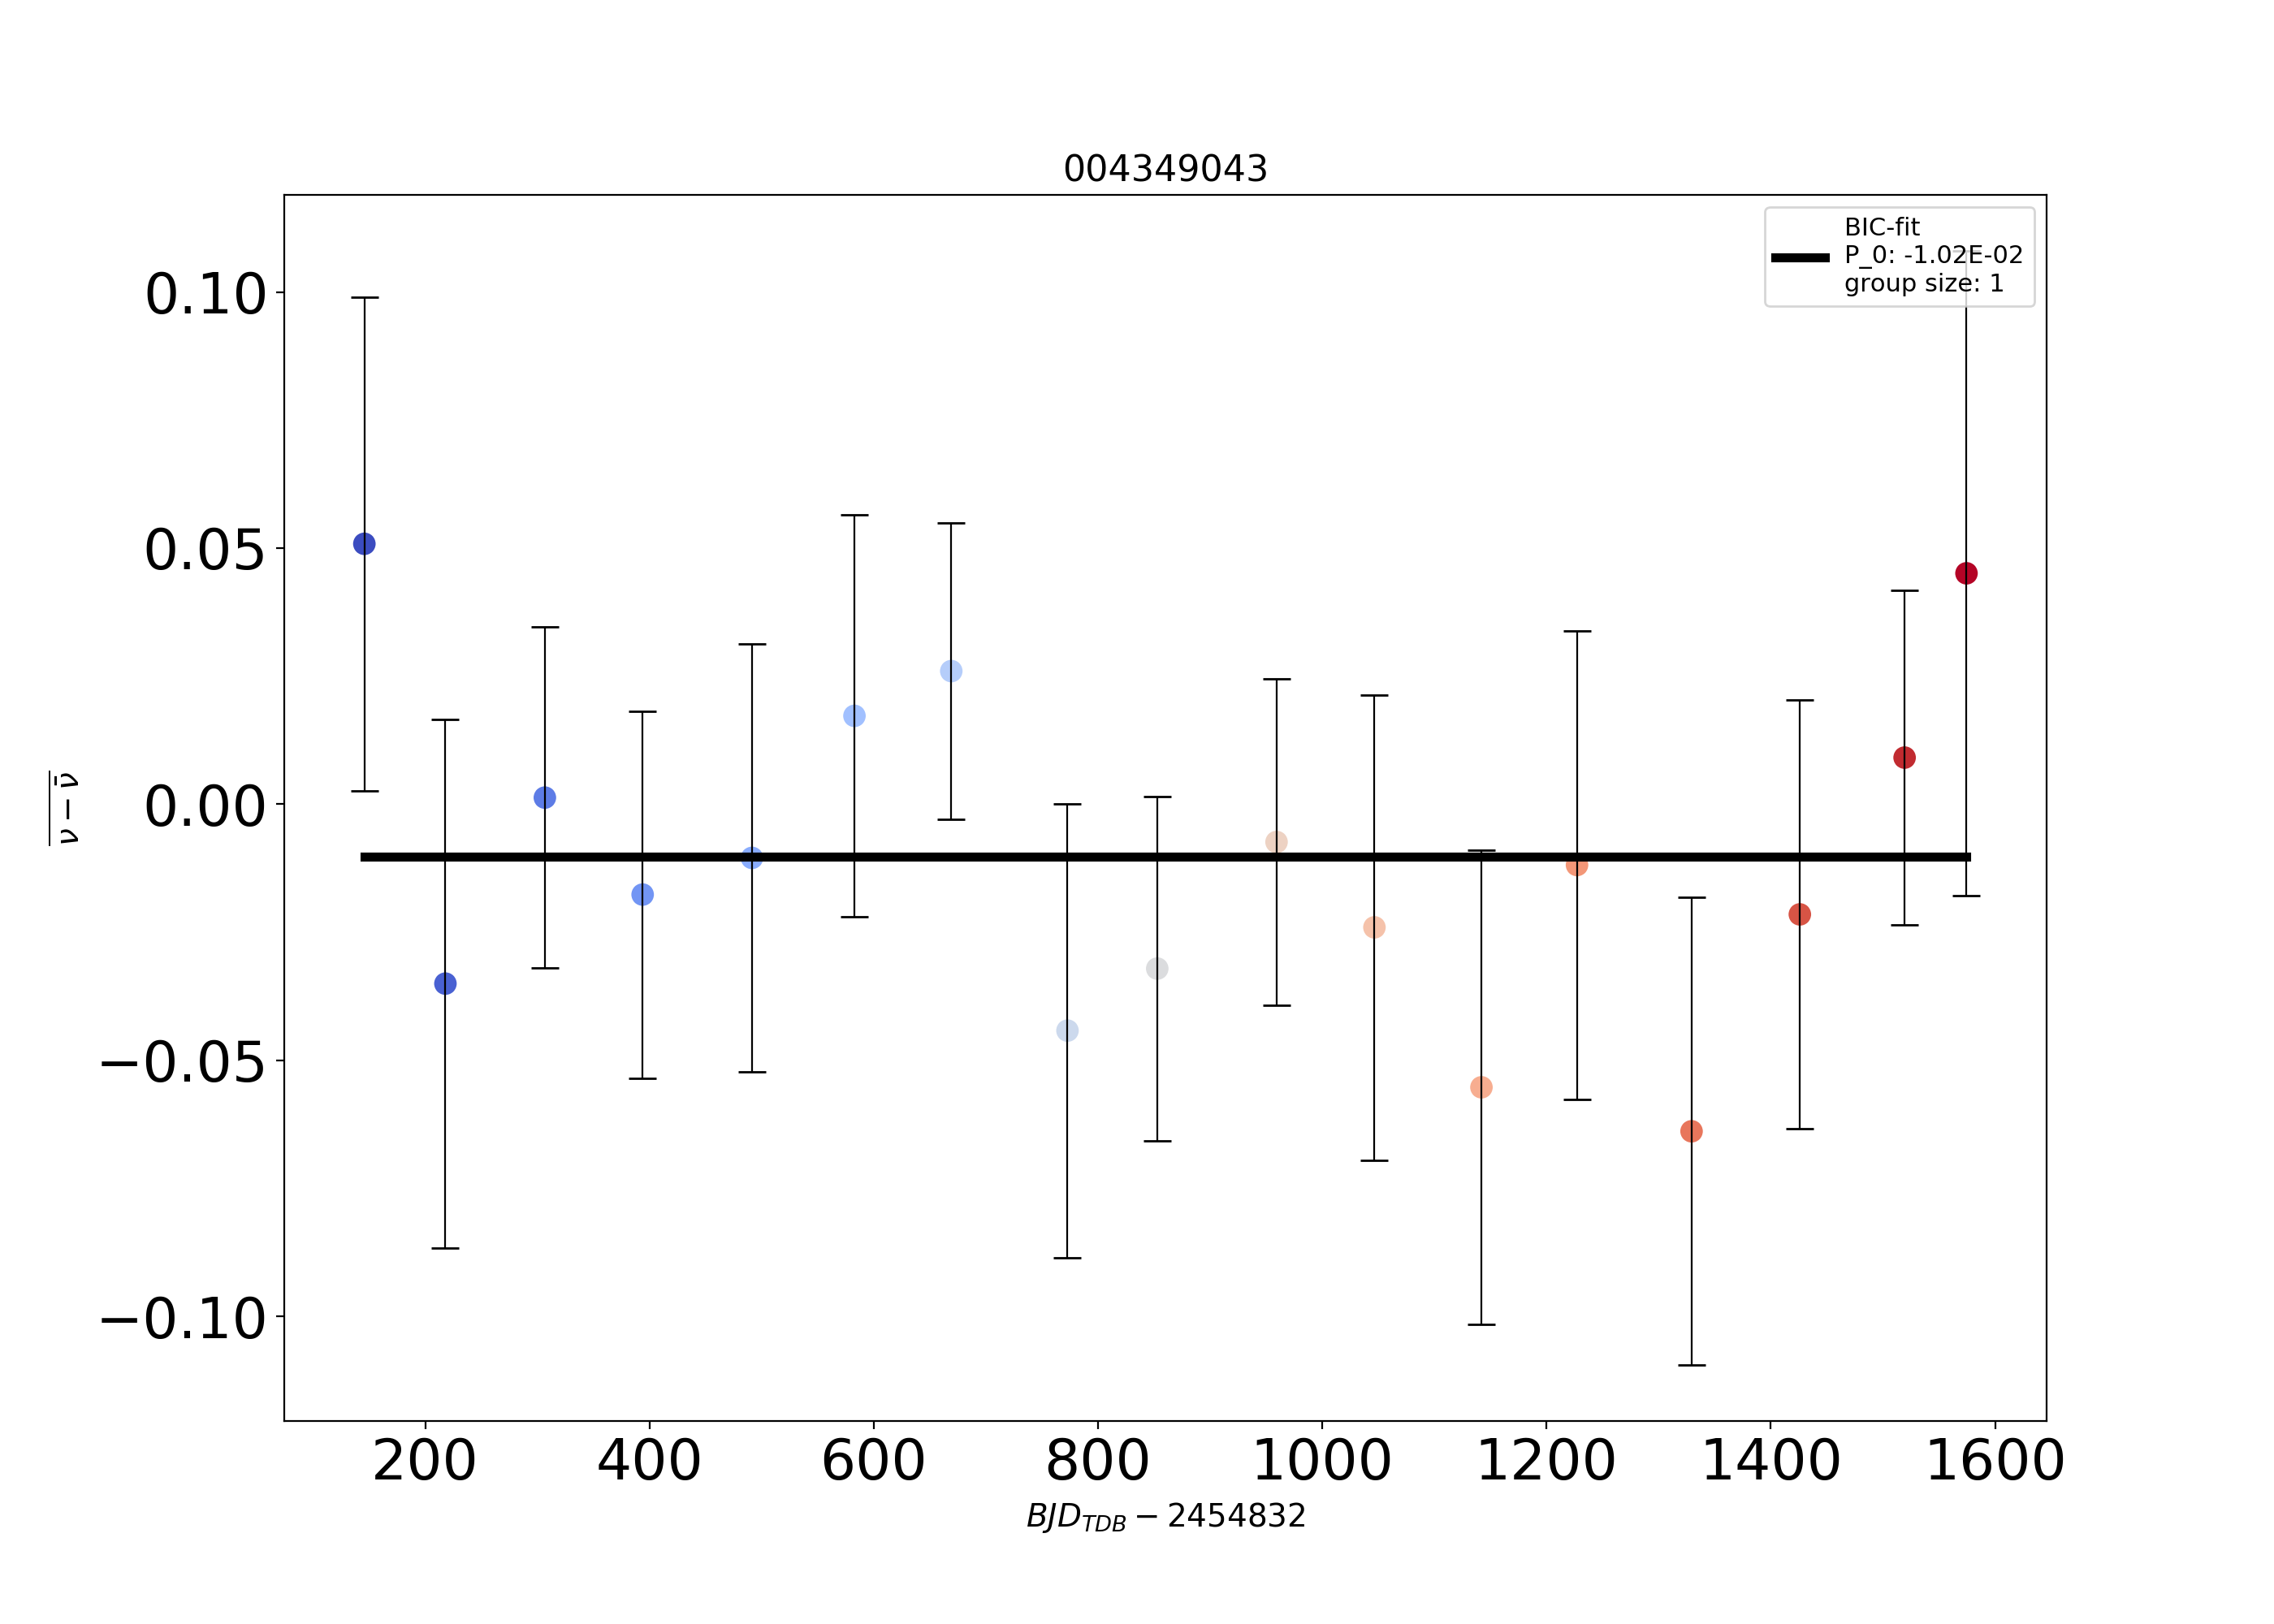 004349043
BIC-fit
P_0: -1.02E-02
group size: 1
0.10
0.05
0.00
−0.05
−0.10
ν − ν̄
200 400 600 800 1000 1200 1400 1600
BJD_TDB − 2454832